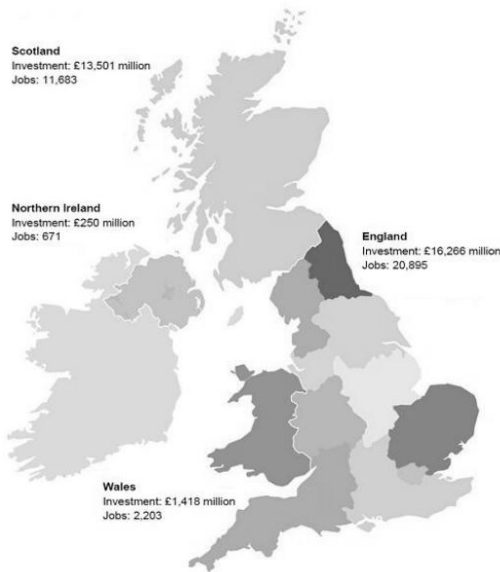 Scotland
Investment: £13,501 million
Jobs: 11,683
Northern Ireland
Investment: £250 million
Jobs: 671
England
Investment: £16,266 million
Jobs: 20,895
Wales
Investment: £1,418 million
Jobs: 2,203